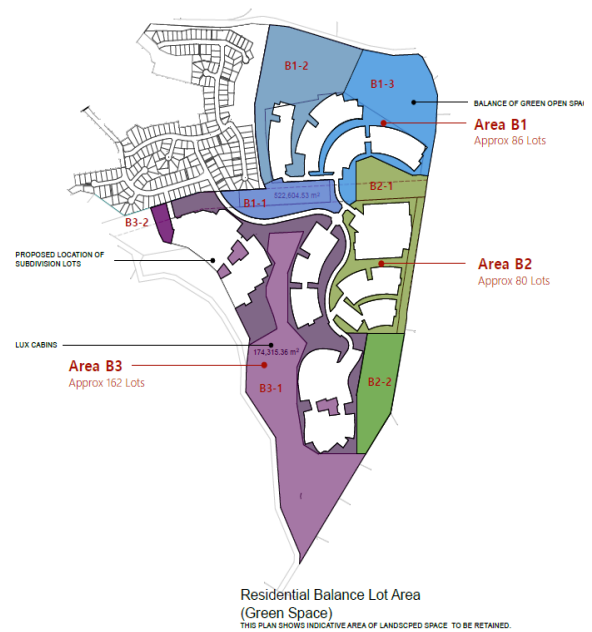 B1-2
B1-3
BALANCE OF GREEN OPEN SPA
Area B1
Approx 86 Lots
B2-1
B1-1
822,604.53 m²
B3-2
PROPOSED LOCATION OF
SUBDIVISION LOTS
Area B2
Approx 80 Lots
LUX CABINS
174,315.36 m²
Area B3
Approx 162 Lots
B3-1
B2-2
Residential Balance Lot Area
(Green Space)
THIS PLAN SHOWS INDICATIVE AREA OF LANDSCPED SPACE TO BE RETAINED.